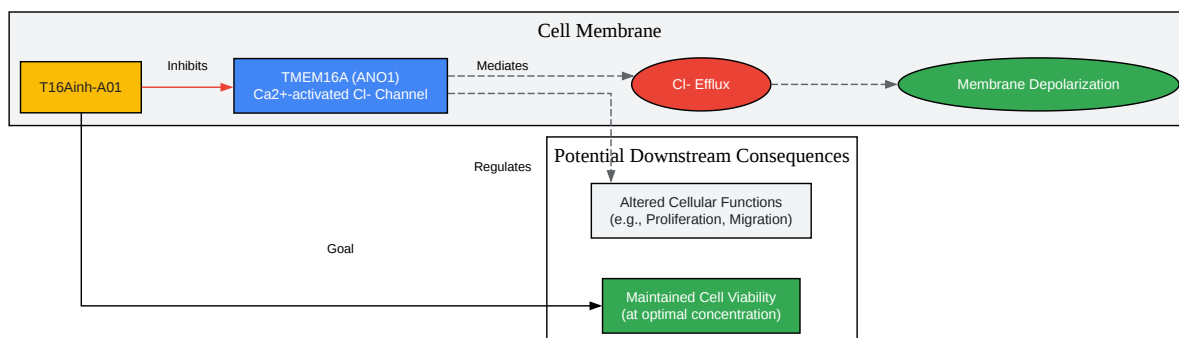 Cell Membrane
T16Ainh-A01
Inhibits
TMEM16A (ANO1)
Ca2+-activated Cl- Channel
Mediates
Cl- Efflux
Membrane Depolarization
Regulates
Potential Downstream Consequences
Altered Cellular Functions
(e.g., Proliferation, Migration)
Goal
Maintained Cell Viability
(at optimal concentration)